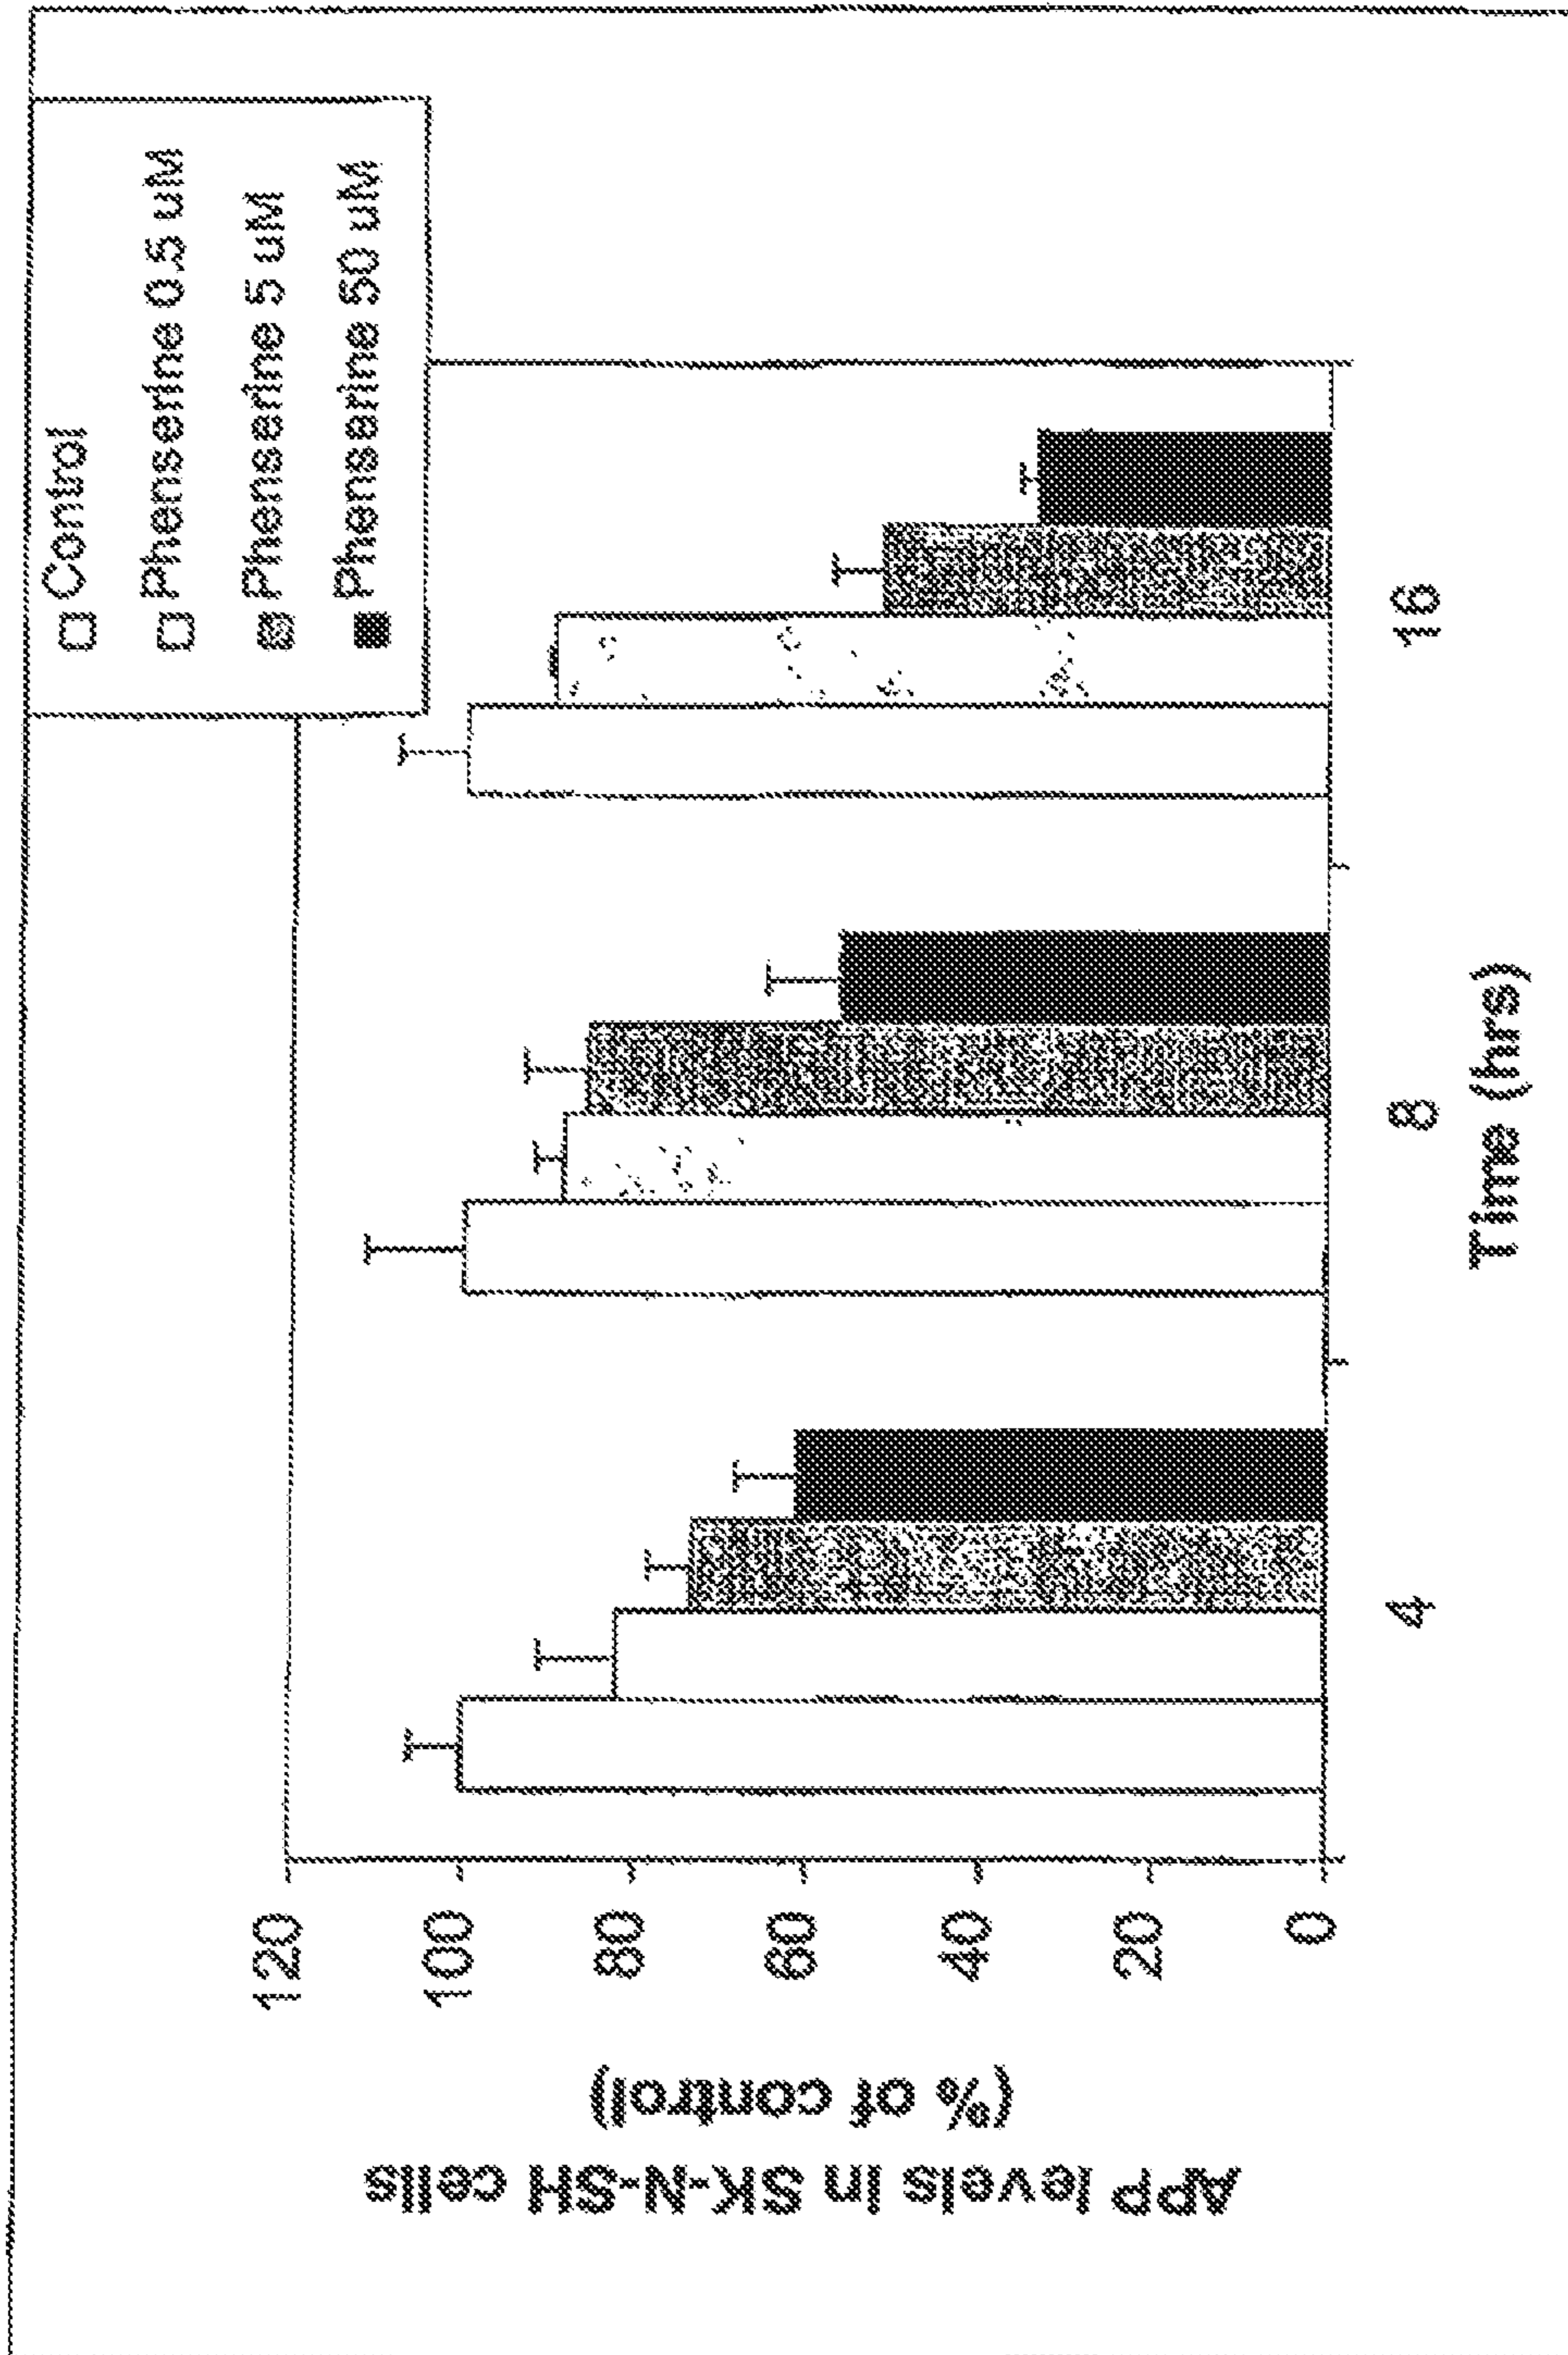 Control
Phenserine 0.5 uM
Phenserine 5 uM
Phenserine 50 uM
APP levels in SK-N-SH cells
(% of control)
120
100
80
60
40
20
0
4
8
16
Time (hrs)